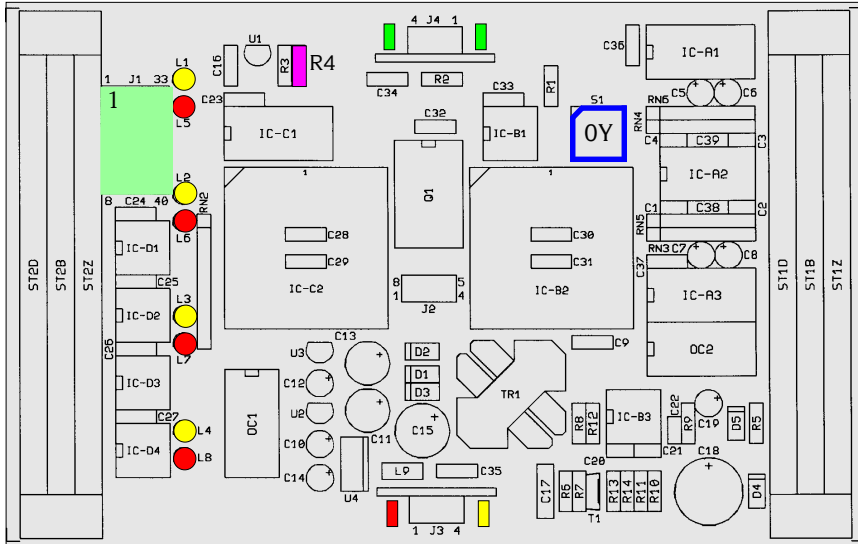 4 J4 1
U1
L1
C16
R3
R4
C36
IC-A1
1 J1 33
C34
R2
C33
R1
C5
C6
1
C23
S1
RN6
L5
IC-C1
C32
IC-B1
0Y
RN4
C4
C39
C3
L2
1
1
IC-A2
8
C24
40
RN2
Q1
C1
C38
C2
L6
RN5
IC-D1
C28
C30
RN3
C7
C8
ST2D
ST2B
ST2Z
C29
C31
C37
ST1D
ST1B
ST1Z
C25
IC-C2
8
5
IC-B2
IC-A3
L3
1
J2
4
IC-D2
C26
L7
C13
U3
D2
C9
OC2
IC-D3
C12
D1
D3
TR1
C27
U2
OC1
C15
R8
R12
IC-B3
C22
R9
C19
D5
R5
L4
C10
C11
IC-D4
L8
C14
U4
L9
C35
C20
C21
C18
C17
R6
R7
T1
R13
R14
R11
R10
D4
1 J3 4